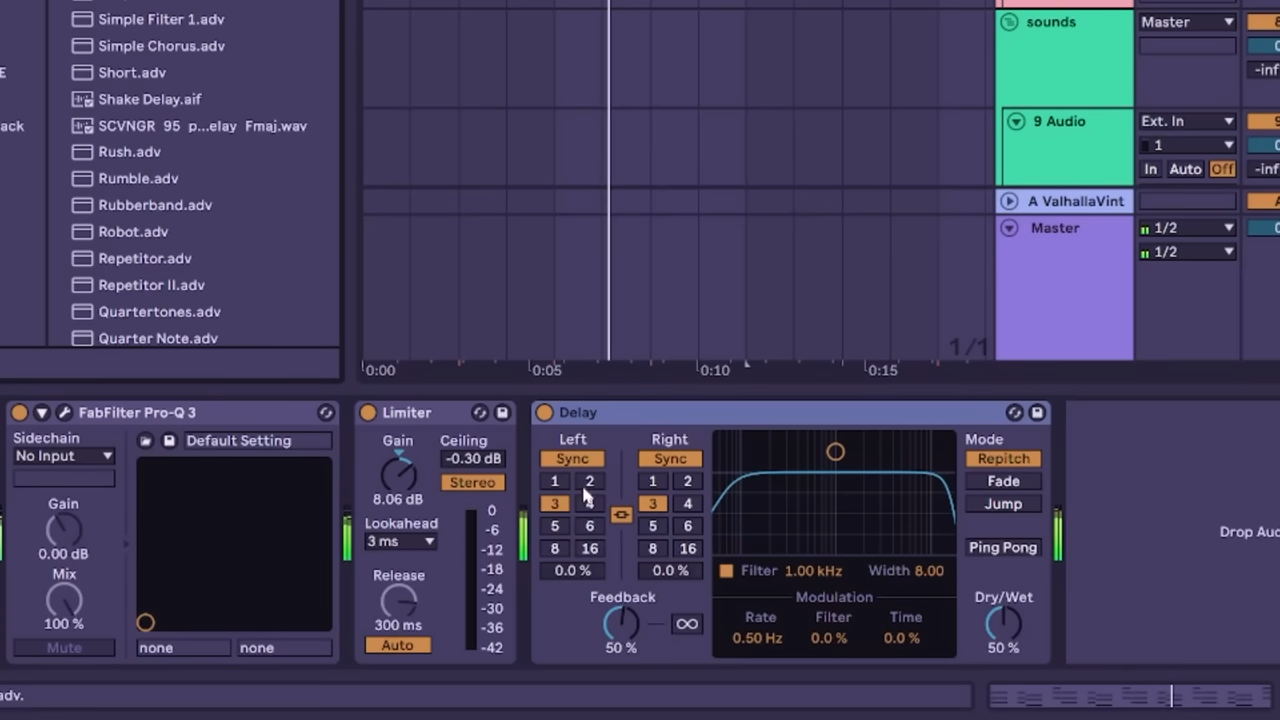 Simple Filter 1.adv
Simple Chorus.adv
Short.adv
E
Shake Delay.aif
ack
SCVNGR 95 p...elay Fmaj.wav
Rush.adv
Rumble.adv
Rubberband.adv
Robot.adv
Repetitor.adv
Repetitor II.adv
Quartertones.adv
Quarter Note.adv
sounds
Master
-inf
9 Audio
Ext. In
9
1
In Auto Off
-inf
A ValhallaVint
Master
1/2
1/2
1/1
0:00
0:05
0:10
0:15
FabFilter Pro-Q 3
Sidechain
No Input
Default Setting
Gain
0.00 dB
Mix
100 %
Mute
none
none
Limiter
Gain
8.06 dB
Ceiling
-0.30 dB
Stereo
Lookahead
3 ms
Release
300 ms
Auto
0
-6
-12
-18
-24
-30
-36
-42
Delay
Left
Right
Sync
Sync
1 2
1 2
3 4
3 4
5 6
5 6
8 16
8 16
0.0 %
0.0 %
Feedback
50 %
∞
Filter 1.00 kHz Width 8.00
Modulation
Rate Filter Time
0.50 Hz 0.0 % 0.0 %
Mode
Repitch
Fade
Jump
Ping Pong
Dry/Wet
50 %
Drop Aud
adv.